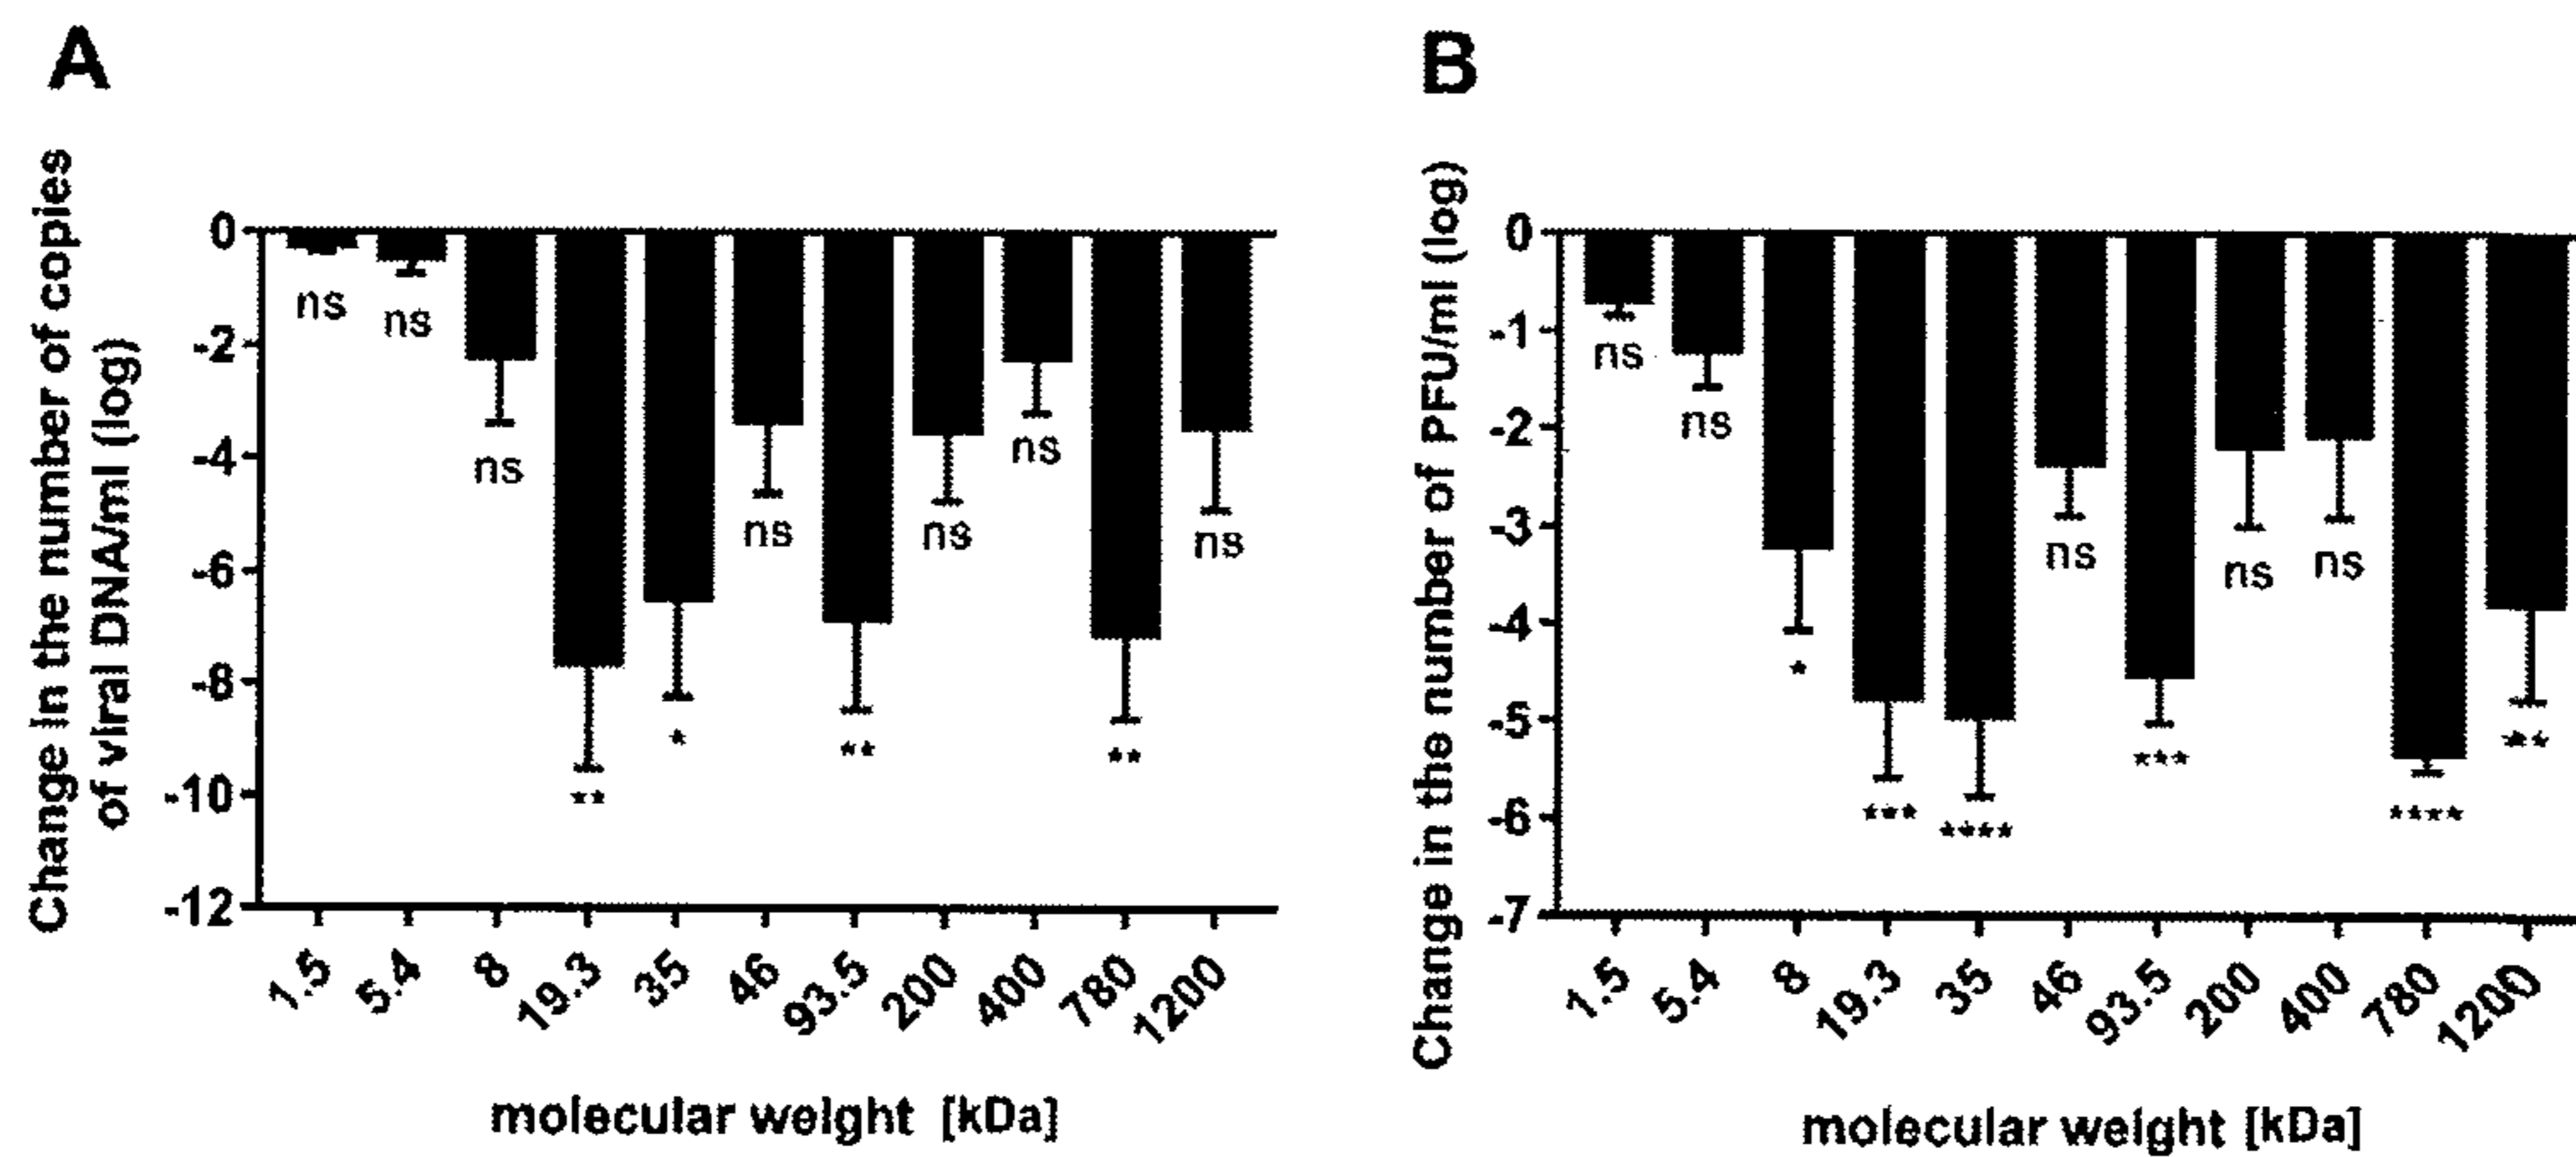 A
Change in the number of copies
of viral DNA/ml (log)
0
-2
-4
-6
-8
-10
-12
ns
ns
ns
**
*
ns
**
ns
ns
**
ns
1.5
5.4
8
19.3
35
46
93.5
200
400
780
1200
molecular weight [kDa]
B
Change in the number of PFU/ml (log)
0
-1
-2
-3
-4
-5
-6
-7
ns
ns
*
***
****
ns
***
ns
ns
****
**
1.5
5.4
8
19.3
35
46
93.5
200
400
780
1200
molecular weight [kDa]